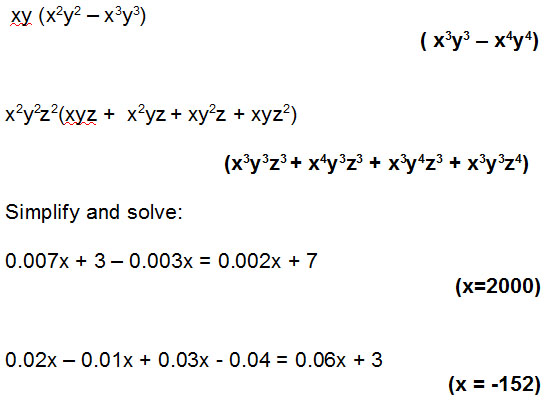 xy (x²y² – x³y³)
( x³y³ – x⁴y⁴)
x²y²z²(xyz + x²yz + xy²z + xyz²)
(x³y³z³ + x⁴y³z³ + x³y⁴z³ + x³y³z⁴)
Simplify and solve:
0.007x + 3 – 0.003x = 0.002x + 7
(x=2000)
0.02x – 0.01x + 0.03x - 0.04 = 0.06x + 3
(x = -152)